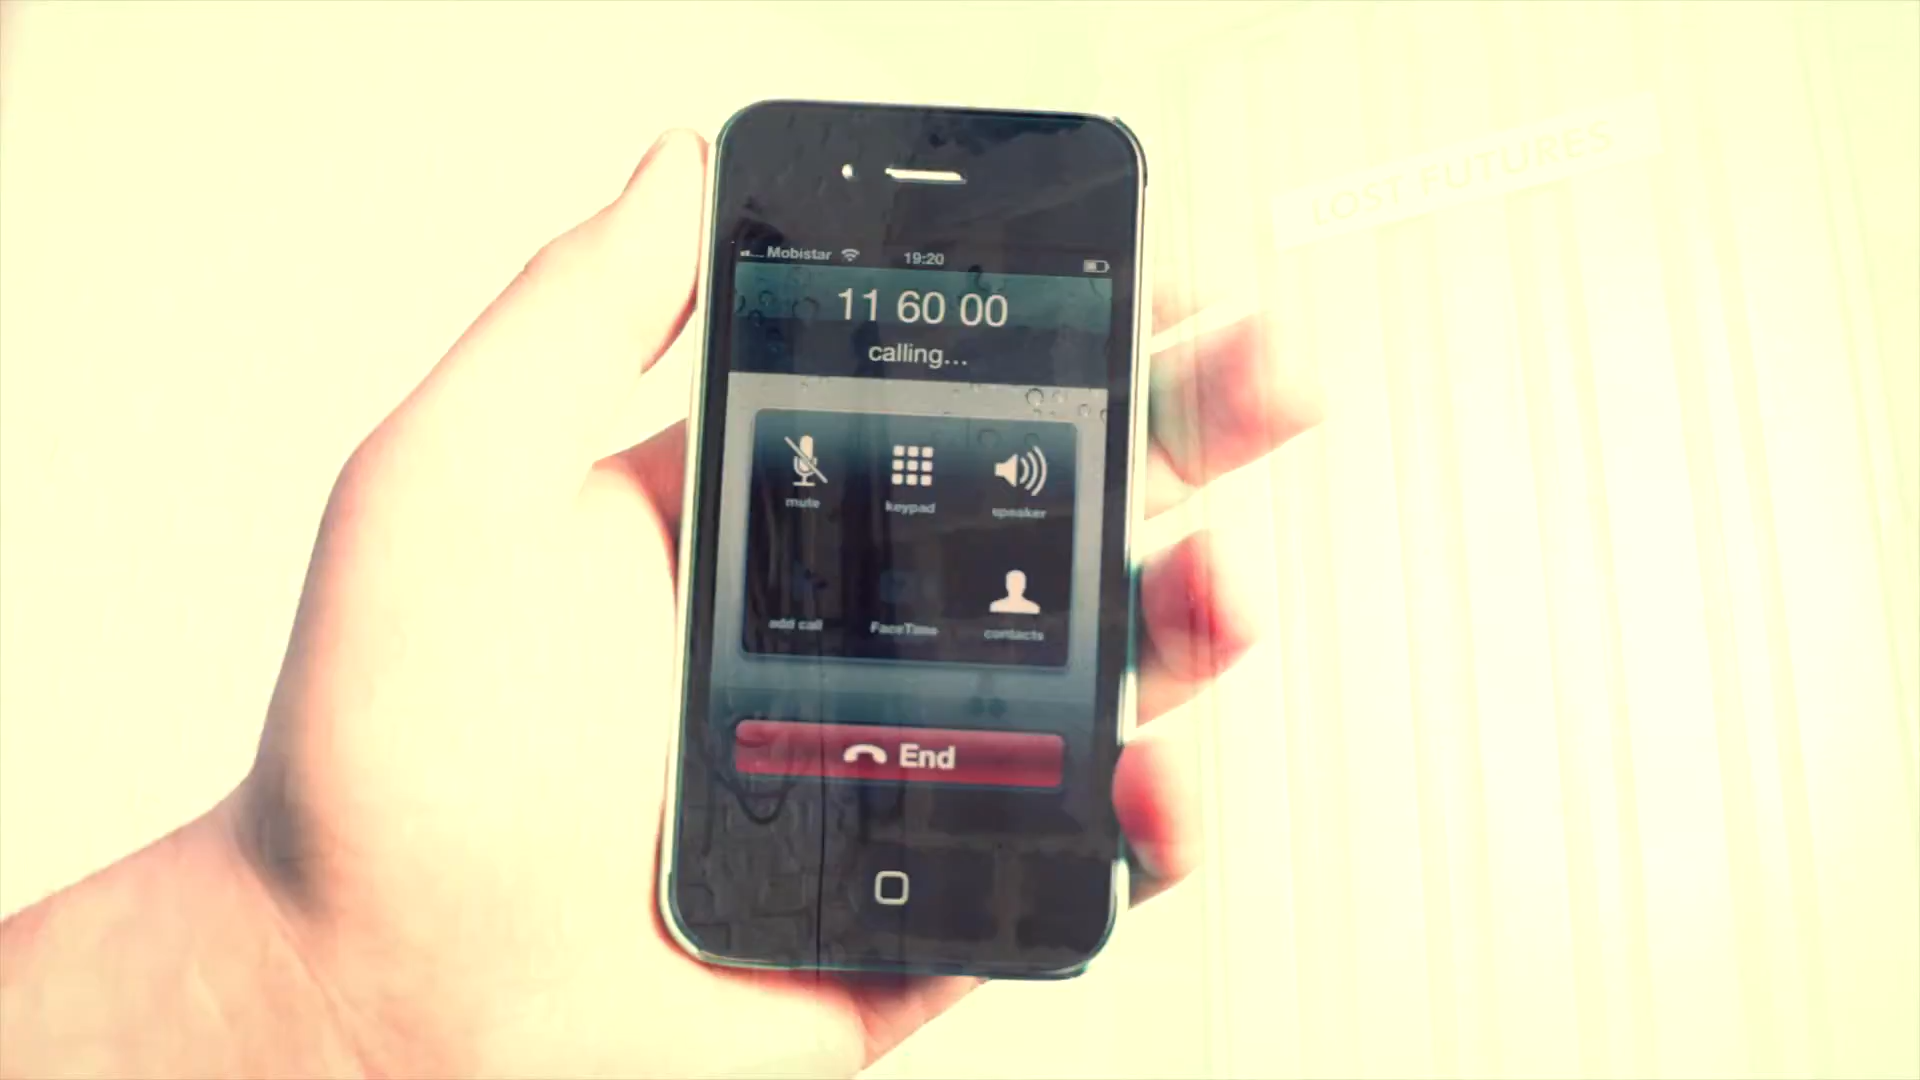 LOST FUTURES
Mobistar 19:20
11 60 00
calling...
mute keypad speaker
add call FaceTime contacts
End